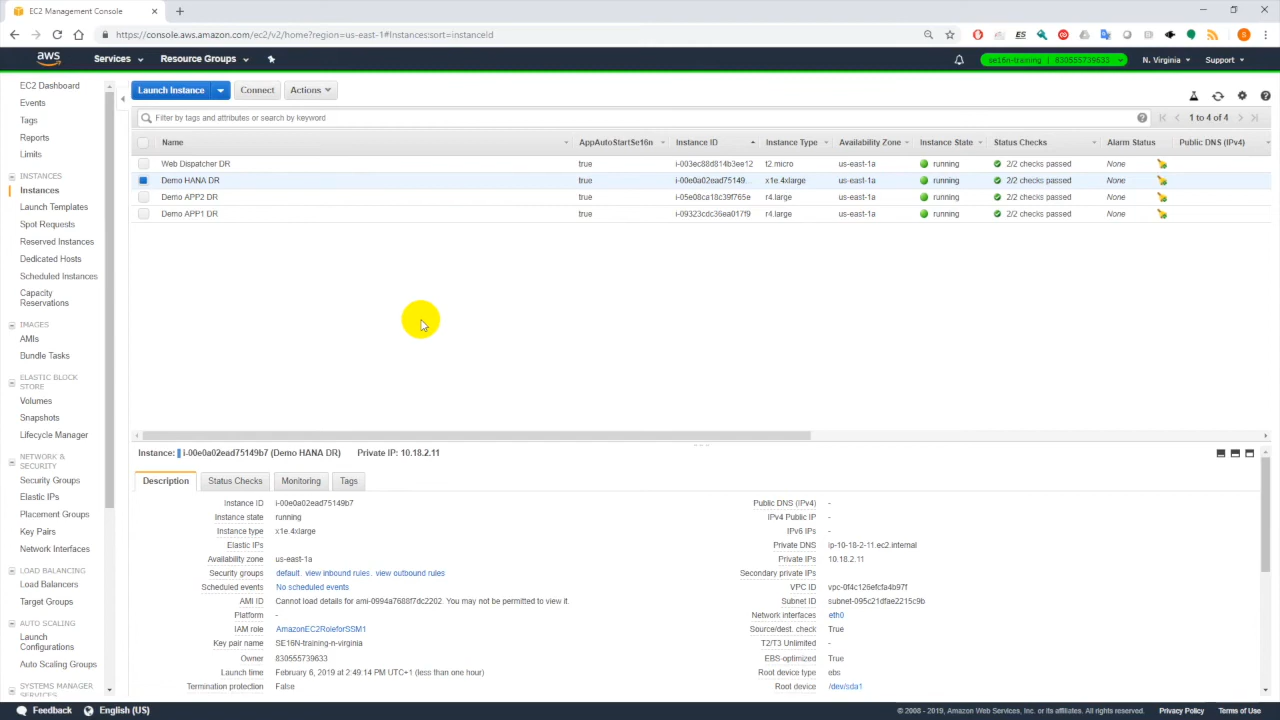 EC2 Management Console
https://console.aws.amazon.com/ec2/v2/home?region=us-east-1#Instances:sort=instanceId
ES
S
aws
Services
Resource Groups
se16n-training | 830555739633
N. Virginia
Support
EC2 Dashboard
Events
Tags
Reports
Limits
INSTANCES
Instances
Launch Templates
Spot Requests
Reserved Instances
Dedicated Hosts
Scheduled Instances
Capacity
Reservations
IMAGES
AMIs
Bundle Tasks
ELASTIC BLOCK
STORE
Volumes
Snapshots
Lifecycle Manager
NETWORK &
SECURITY
Security Groups
Elastic IPs
Placement Groups
Key Pairs
Network Interfaces
LOAD BALANCING
Load Balancers
Target Groups
AUTO SCALING
Launch
Configurations
Auto Scaling Groups
SYSTEMS MANAGER
SERVICES
Launch Instance
Connect
Actions
Filter by tags and attributes or search by keyword
1 to 4 of 4
Name AppAutoStartSe16n Instance ID Instance Type Availability Zone Instance State Status Checks Alarm Status Public DNS (IPv4)
Web Dispatcher DR true i-003ec88d814b3ee12 t2.micro us-east-1a running 2/2 checks passed None
Demo HANA DR true i-00e0a02ead75149... x1e.4xlarge us-east-1a running 2/2 checks passed None
Demo APP2 DR true i-05e08ca18c39f765e r4.large us-east-1a running 2/2 checks passed None
Demo APP1 DR true i-09323cdc36ea017f9 r4.large us-east-1a running 2/2 checks passed None
Instance: i-00e0a02ead75149b7 (Demo HANA DR) Private IP: 10.18.2.11
Description
Status Checks
Monitoring
Tags
Instance ID i-00e0a02ead75149b7
Instance state running
Instance type x1e.4xlarge
Elastic IPs
Availability zone us-east-1a
Security groups default. view inbound rules. view outbound rules
Scheduled events No scheduled events
AMI ID Cannot load details for ami-0994a7688f7dc2202. You may not be permitted to view it.
Platform -
IAM role AmazonEC2RoleforSSM1
Key pair name SE16N-training-n-virginia
Owner 830555739633
Launch time February 6, 2019 at 2:49:14 PM UTC+1 (less than one hour)
Termination protection False
Public DNS (IPv4) -
IPv4 Public IP -
IPv6 IPs -
Private DNS ip-10-18-2-11.ec2.internal
Private IPs 10.18.2.11
Secondary private IPs
VPC ID vpc-0f4c126efcfa4b97f
Subnet ID subnet-095c21dfae2215c9b
Network interfaces eth0
Source/dest. check True
T2/T3 Unlimited -
EBS-optimized True
Root device type ebs
Root device /dev/sda1
Feedback
English (US)
© 2008 - 2019, Amazon Web Services, Inc. or its affiliates. All rights reserved.
Privacy Policy
Terms of Use